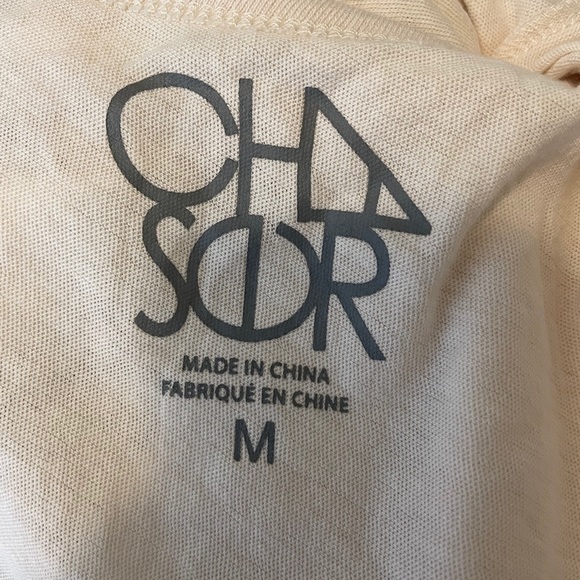 CHA
SER
MADE IN CHINA
FABRIQUÉ EN CHINE
M